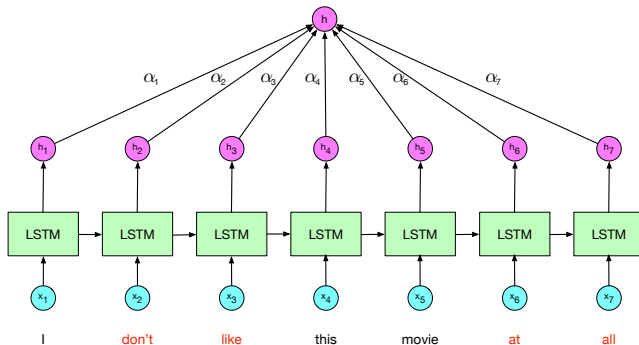 h
α1 α2 α3 α4 α5 α6 α7
h1 h2 h3 h4 h5 h6 h7
LSTM LSTM LSTM LSTM LSTM LSTM LSTM
x1 x2 x3 x4 x5 x6 x7
I don't like this movie at all